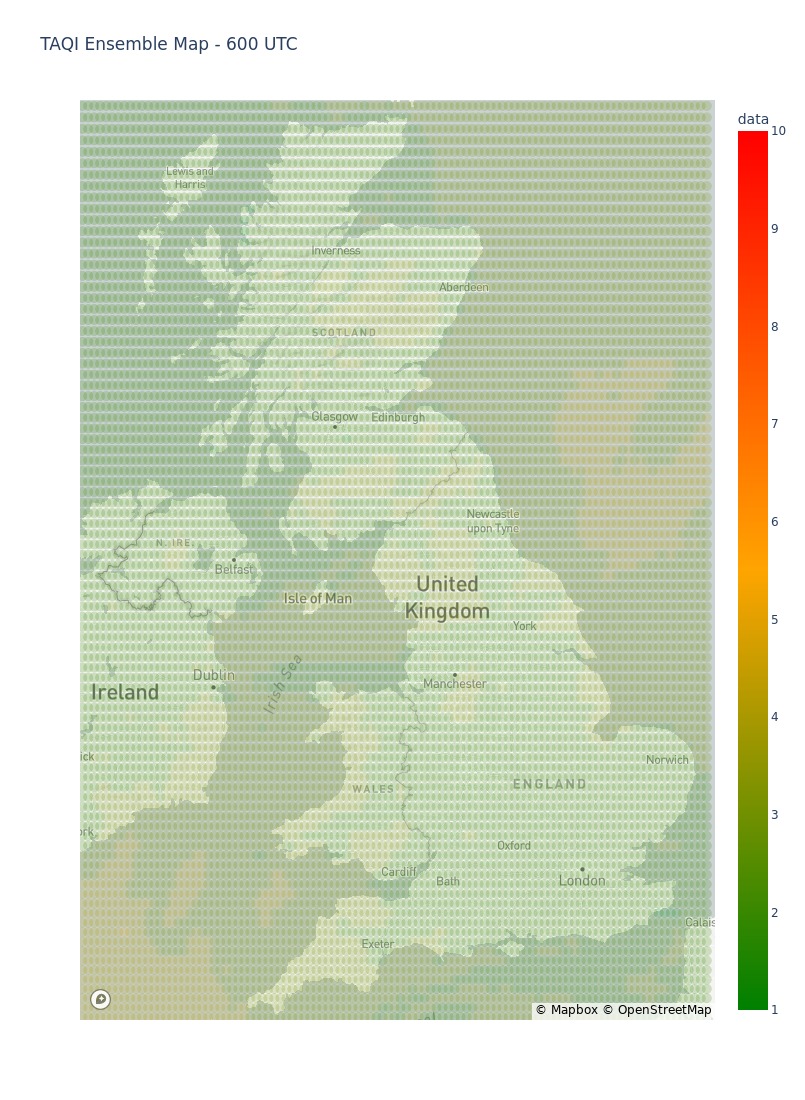 TAQI Ensemble Map - 600 UTC
data
10
9
8
7
6
5
4
3
2
1
Lewis and
Harris
Inverness
Aberdeen
SCOTLAND
Glasgow
Edinburgh
Newcastle
upon Tyne
N. IRE.
Belfast
Isle of Man
United
Kingdom
York
Dublin
Manchester
Ireland
Irish Sea
Norwich
ick
WALES
ENGLAND
ork
Oxford
Cardiff
Bath
London
Calais
Exeter
© Mapbox © OpenStreetMap